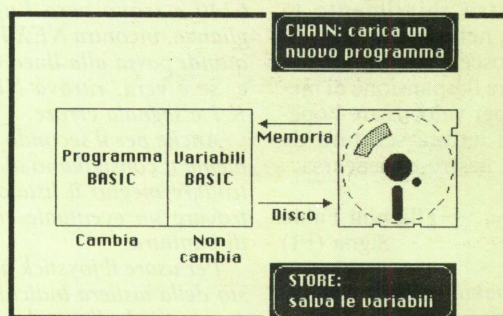 CHAIN: carica un
nuovo programma
Memoria
Programma
BASIC
Variabili
BASIC
Disco
Cambia
Non
cambia
STORE:
salva le variabili